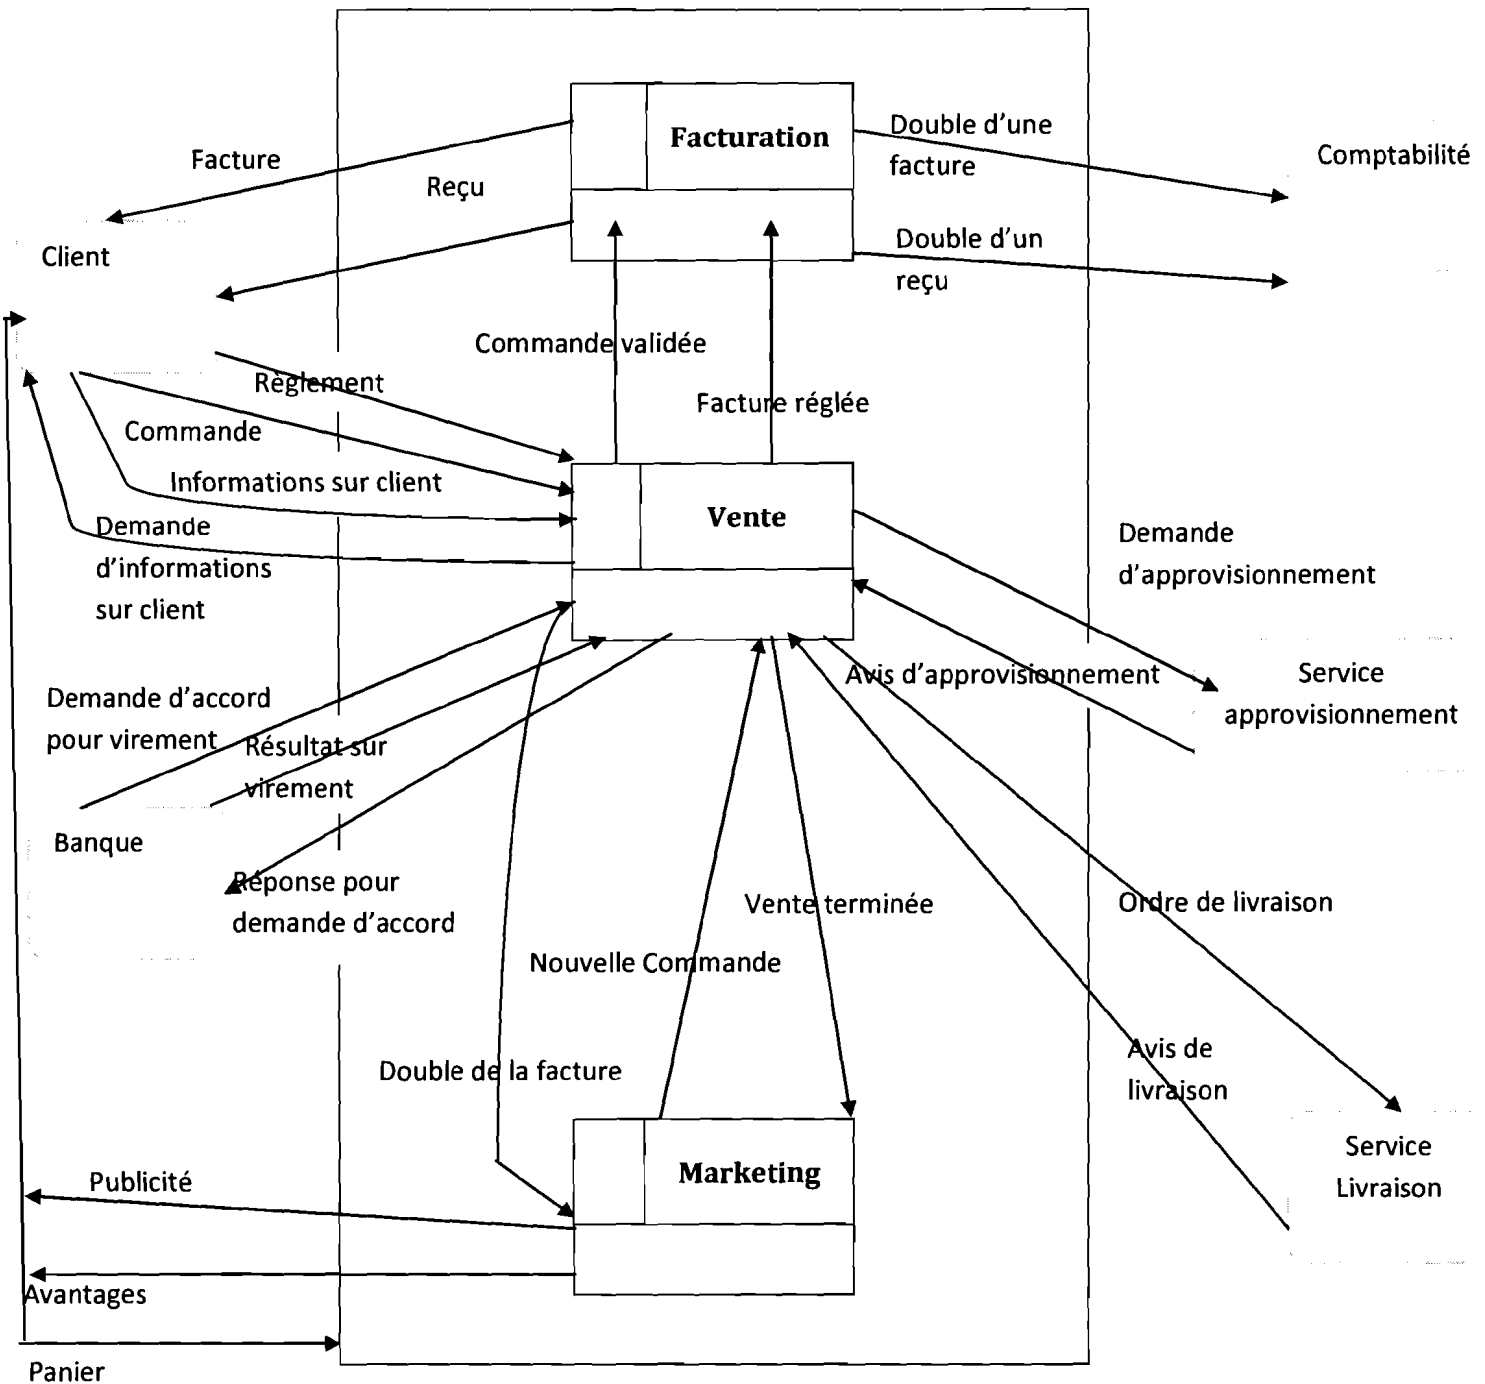 Facturation
Double d'une
facture
Comptabilité
Facture
Reçu
Client
Double d'un
reçu
Commande validée
Règlement
Facture réglée
Commande
Informations sur client
Vente
Demande
d'informations
sur client
Demande
d'approvisionnement
Avis d'approvisionnement
Service
approvisionnement
Demande d'accord
pour virement
Résultat sur
virement
Banque
Réponse pour
demande d'accord
Vente terminée
Ordre de livraison
Nouvelle Commande
Avis de
livraison
Double de la facture
Service
Livraison
Marketing
Publicité
Avantages
Panier